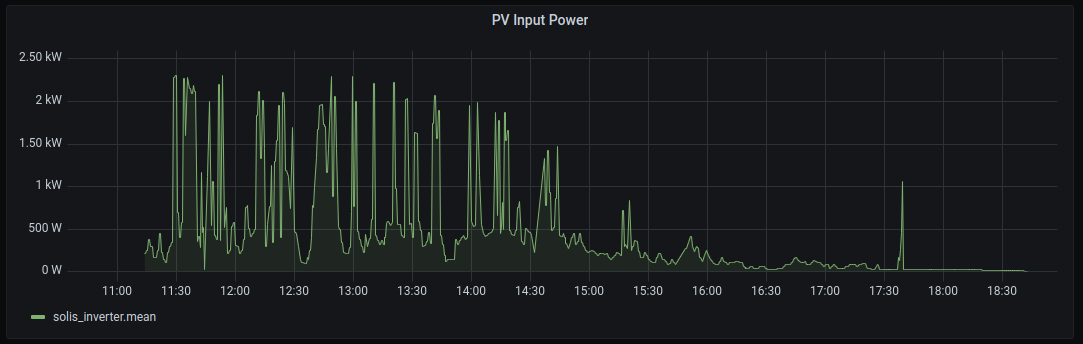 PV Input Power
2.50 kW
2 kW
1.50 kW
1 kW
500 W
0 W
11:00 11:30 12:00 12:30 13:00 13:30 14:00 14:30 15:00 15:30 16:00 16:30 17:00 17:30 18:00 18:30
solis_inverter.mean